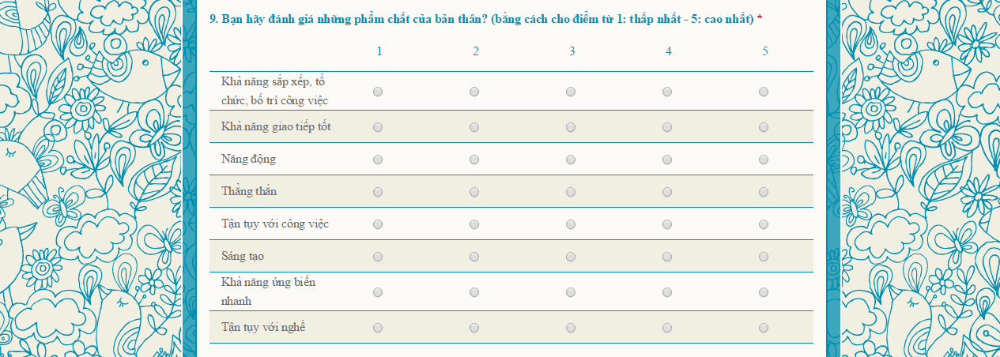 9. Bạn hãy đánh giá những phẩm chất của bản thân? (bằng cách cho điểm từ 1: thấp nhất - 5: cao nhất) *
1 2 3 4 5
Khả năng sắp xếp, tổ
chức, bố trí công việc
Khả năng giao tiếp tốt
Năng động
Thẳng thắn
Tận tụy với công việc
Sáng tạo
Khả năng ứng biến
nhanh
Tận tụy với nghề